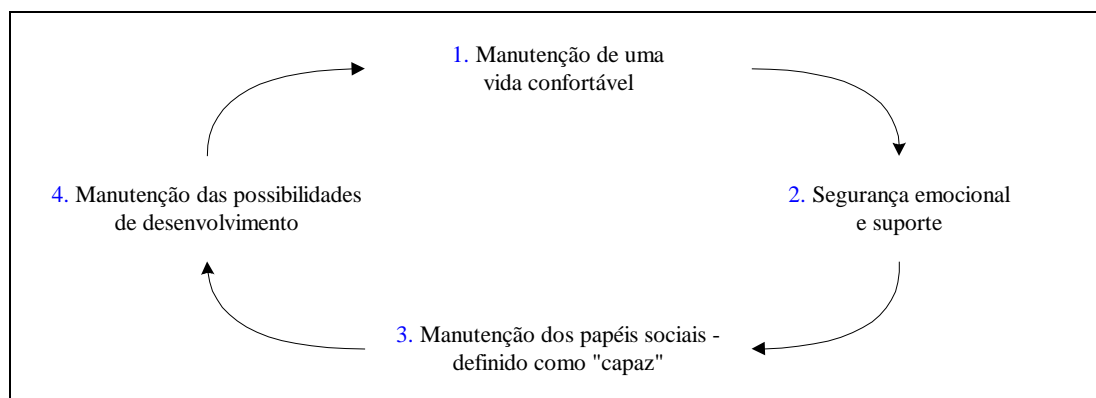 1. Manutenção de uma
vida confortável
2. Segurança emocional
e suporte
3. Manutenção dos papéis sociais -
definido como "capaz"
4. Manutenção das possibilidades
de desenvolvimento